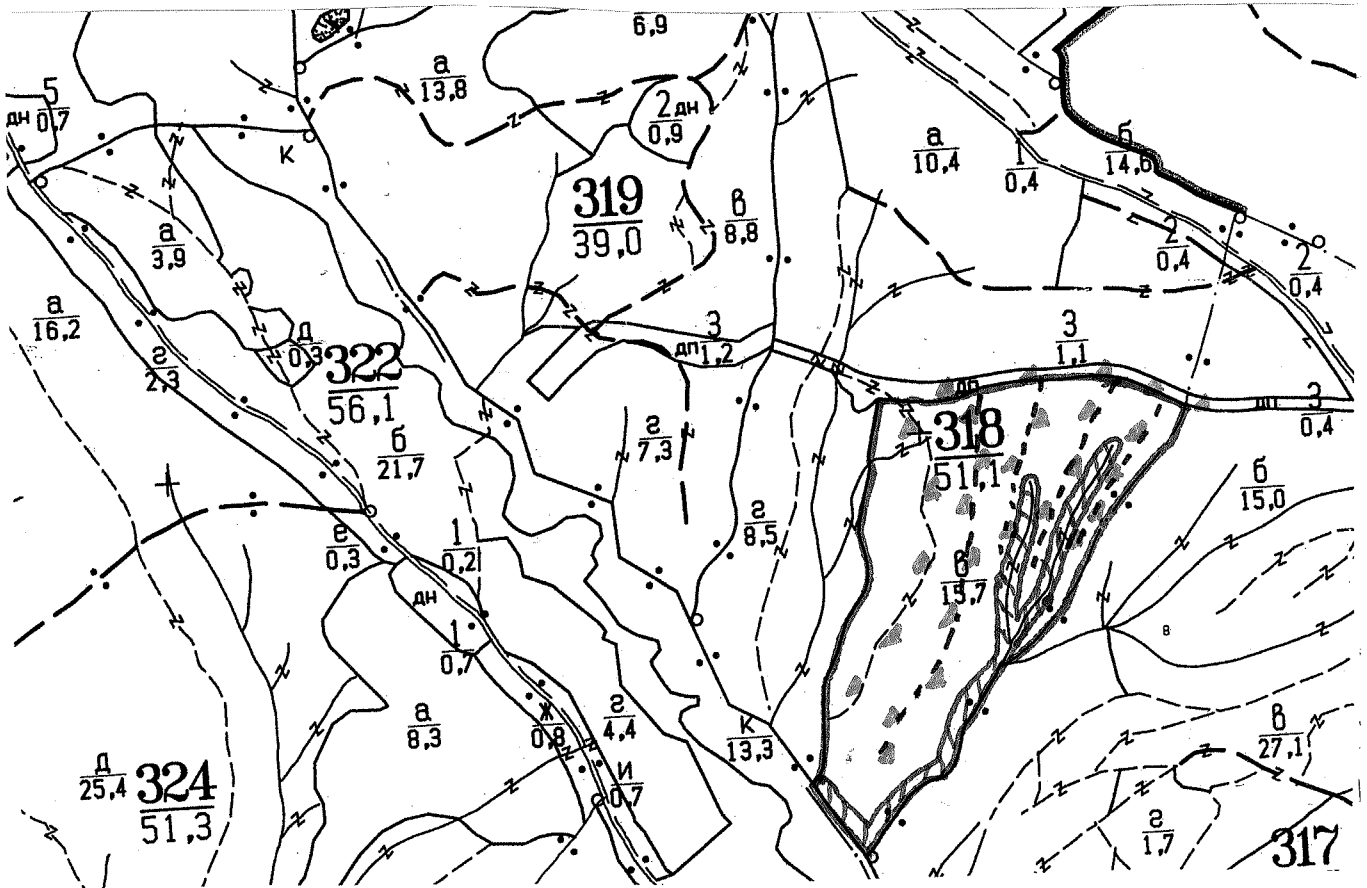 6,9
а
13,8
5
дн 0,7
2 дн
0,9
а
10,4
1
0,4
б
14,6
К
319
39,0
в
8,8
а
3,9
2
0,4
2
0,4
а
16,2
г
2,3
д
0,3
322
56,1
3
дп 1,2
3
1,1
дп
дп
3
0,4
б
21,7
г
7,3
318
51,1
б
15,0
е
0,3
1
0,2
г
8,5
в
15,7
дн
1
0,7
в
а
8,3
ж
0,8
г
4,4
к
13,3
в
27,1
д
25,4
324
51,3
и
0,7
г
1,7
317